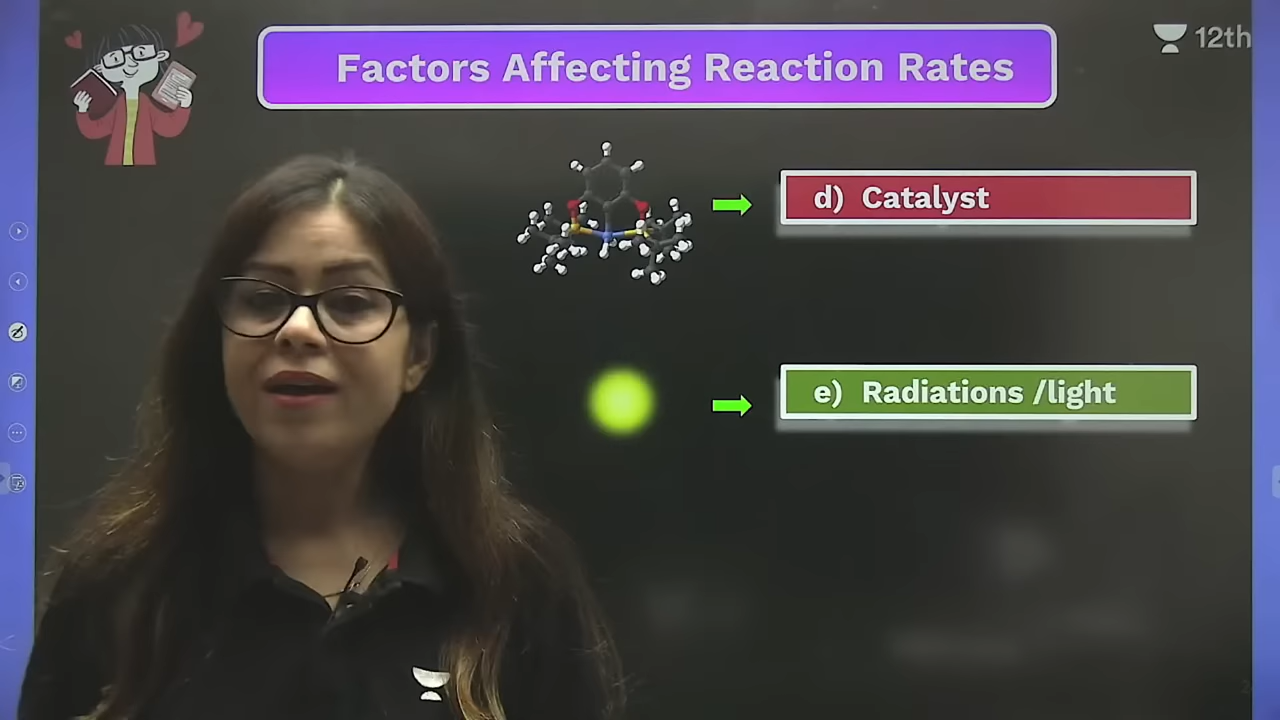 Factors Affecting Reaction Rates
12th
d) Catalyst
e) Radiations /light